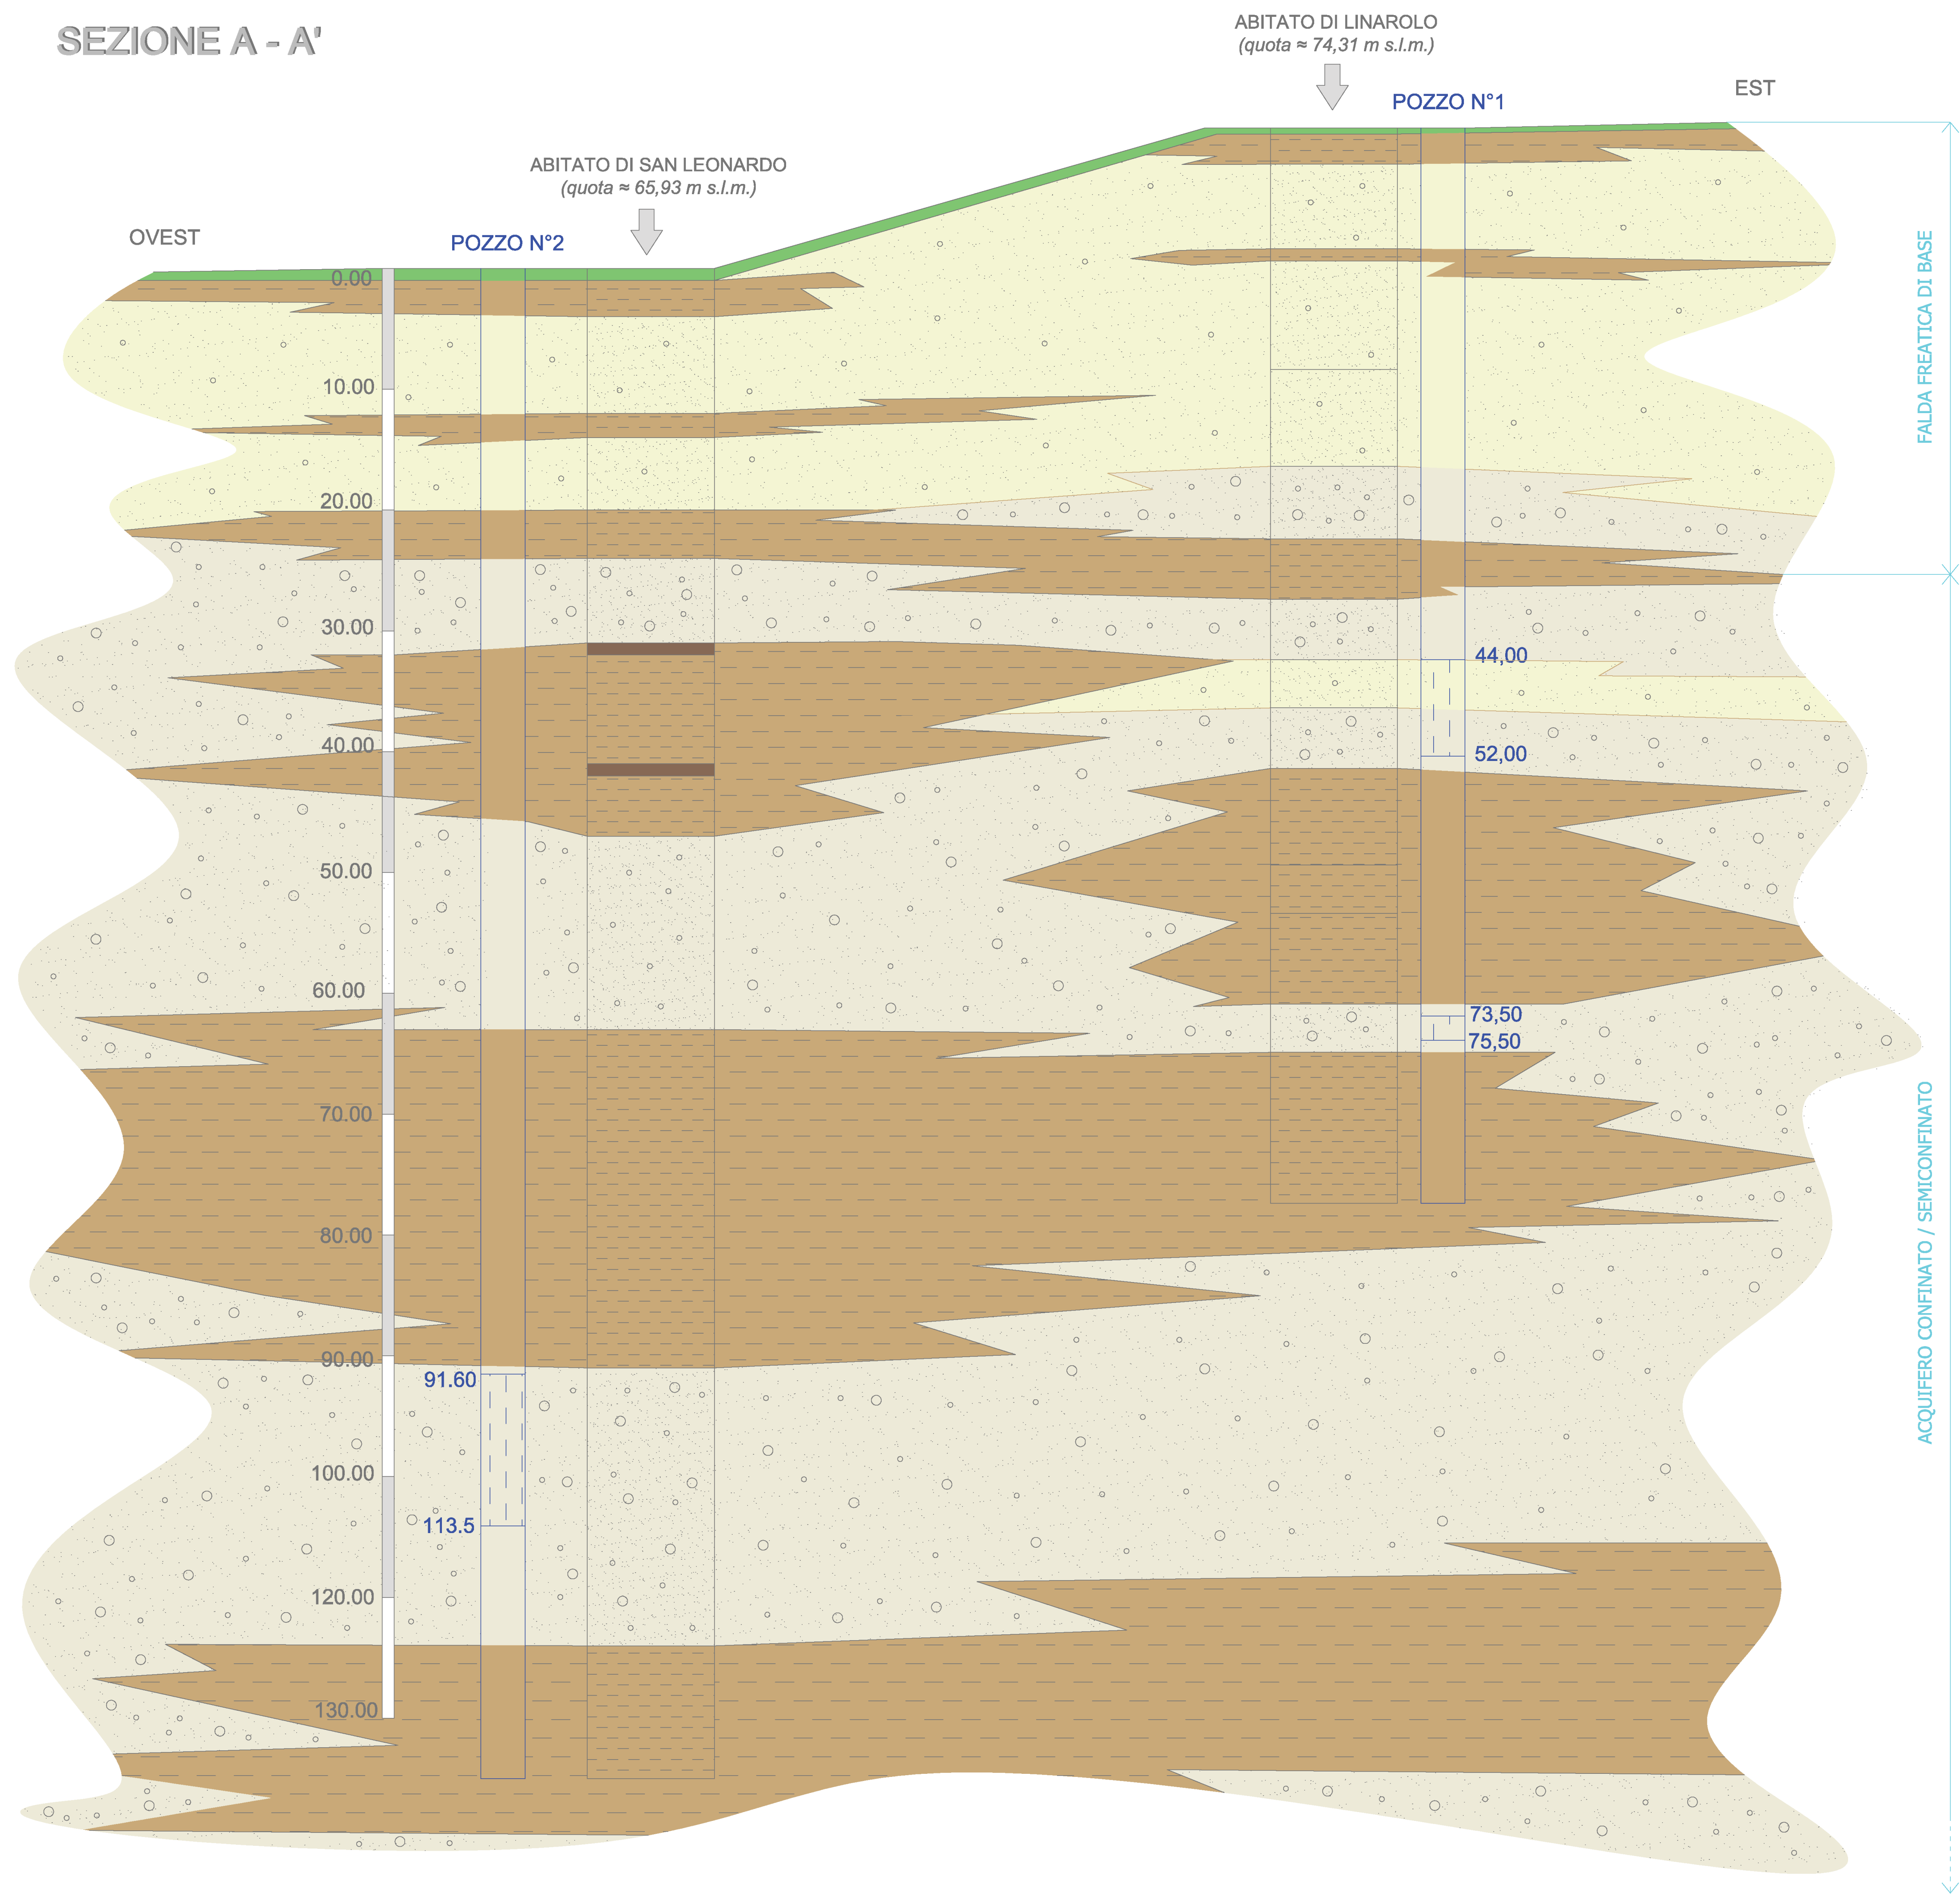 SEZIONE A - A'
ABITATO DI LINAROLO
(quota ≈ 74,31 m s.l.m.)
EST
POZZO N°1
ABITATO DI SAN LEONARDO
(quota ≈ 65,93 m s.l.m.)
OVEST
POZZO N°2
0.00
10.00
20.00
30.00
40.00
50.00
60.00
70.00
80.00
90.00
100.00
120.00
130.00
44,00
52,00
73,50
75,50
91.60
113.5
FALDA FREATICA DI BASE
ACQUIFERO CONFINATO / SEMICONFINATO